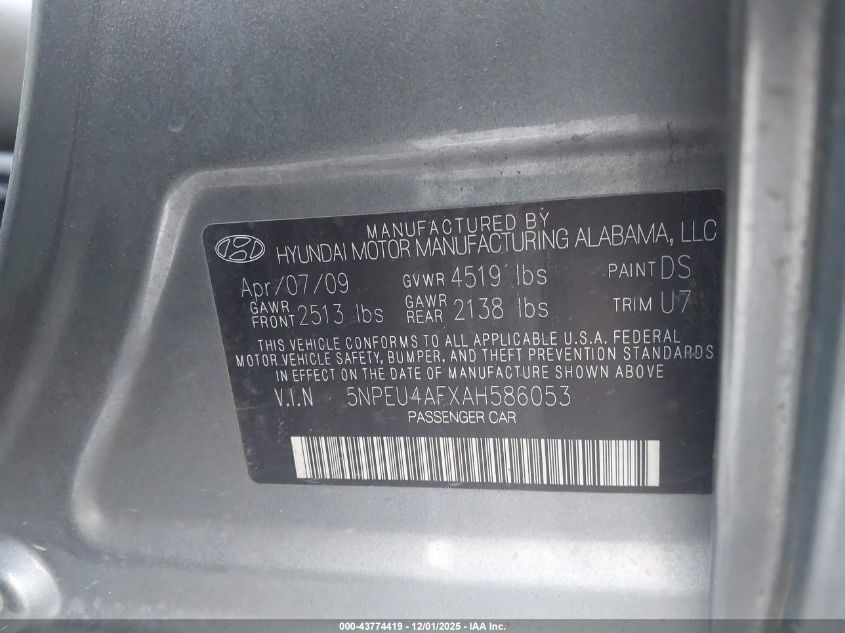 MANUFACTURED BY
HYUNDAI MOTOR MANUFACTURING ALABAMA, LLC
Apr/07/09 GVWR 4519 lbs PAINT DS
GAWR FRONT 2513 lbs GAWR REAR 2138 lbs TRIM U7
THIS VEHICLE CONFORMS TO ALL APPLICABLE U.S.A. FEDERAL
MOTOR VEHICLE SAFETY, BUMPER, AND THEFT PREVENTION STANDARDS
IN EFFECT ON THE DATE OF MANUFACTURE SHOWN ABOVE
V.I.N 5NPEU4AFXAH586053
PASSENGER CAR
000-43774419 - 12/01/2025 - IAA Inc.